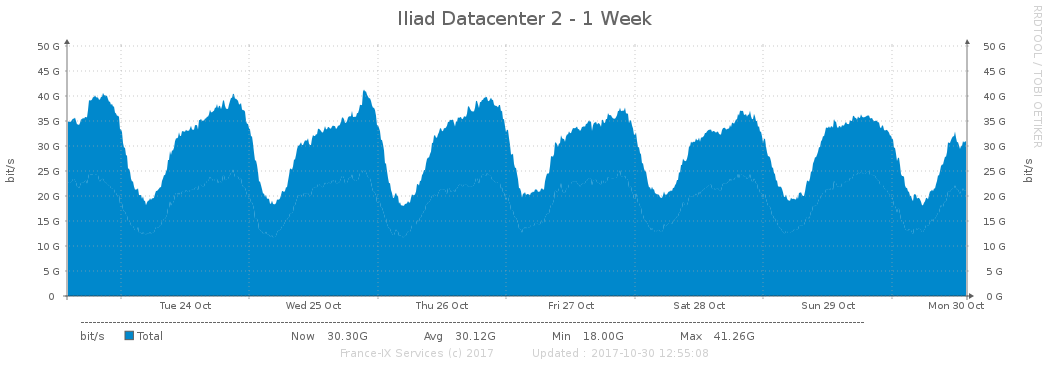 Iliad Datacenter 2 - 1 Week
RRDTOOL / TOBI OETIKER
bit/s
50 G 50 G
45 G 45 G
40 G 40 G
35 G 35 G
30 G 30 G
25 G 25 G
20 G 20 G
15 G 15 G
10 G 10 G
5 G 5 G
0 0 G
bit/s
Tue 24 Oct Wed 25 Oct Thu 26 Oct Fri 27 Oct Sat 28 Oct Sun 29 Oct Mon 30 Oct
bit/s Total Now 30.30G Avg 30.12G Min 18.00G Max 41.26G
France-IX Services (c) 2017 Updated : 2017-10-30 12:55:08